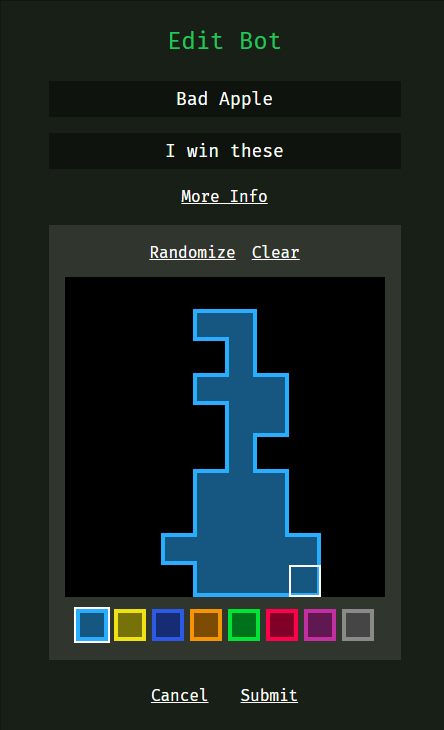 Edit Bot
Bad Apple
I win these
More Info
Randomize Clear
Cancel Submit